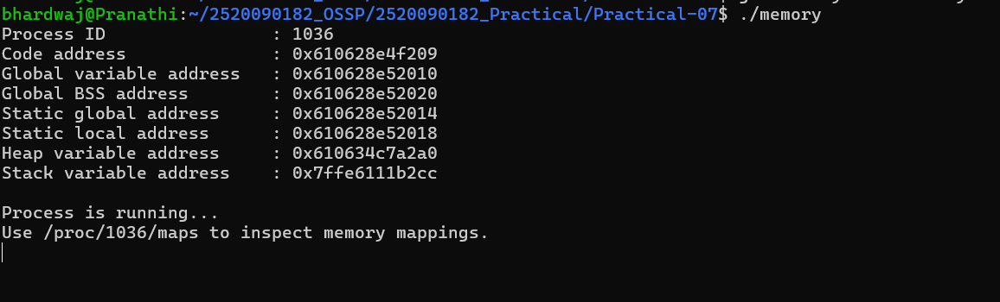 bhardwaj@Pranathi:~/2520090182_OSSP/2520090182_Practical/Practical-07$ ./memory
Process ID                : 1036
Code address              : 0x610628e4f209
Global variable address   : 0x610628e52010
Global BSS address        : 0x610628e52020
Static global address     : 0x610628e52014
Static local address      : 0x610628e52018
Heap variable address     : 0x610634c7a2a0
Stack variable address    : 0x7ffe6111b2cc

Process is running...
Use /proc/1036/maps to inspect memory mappings.